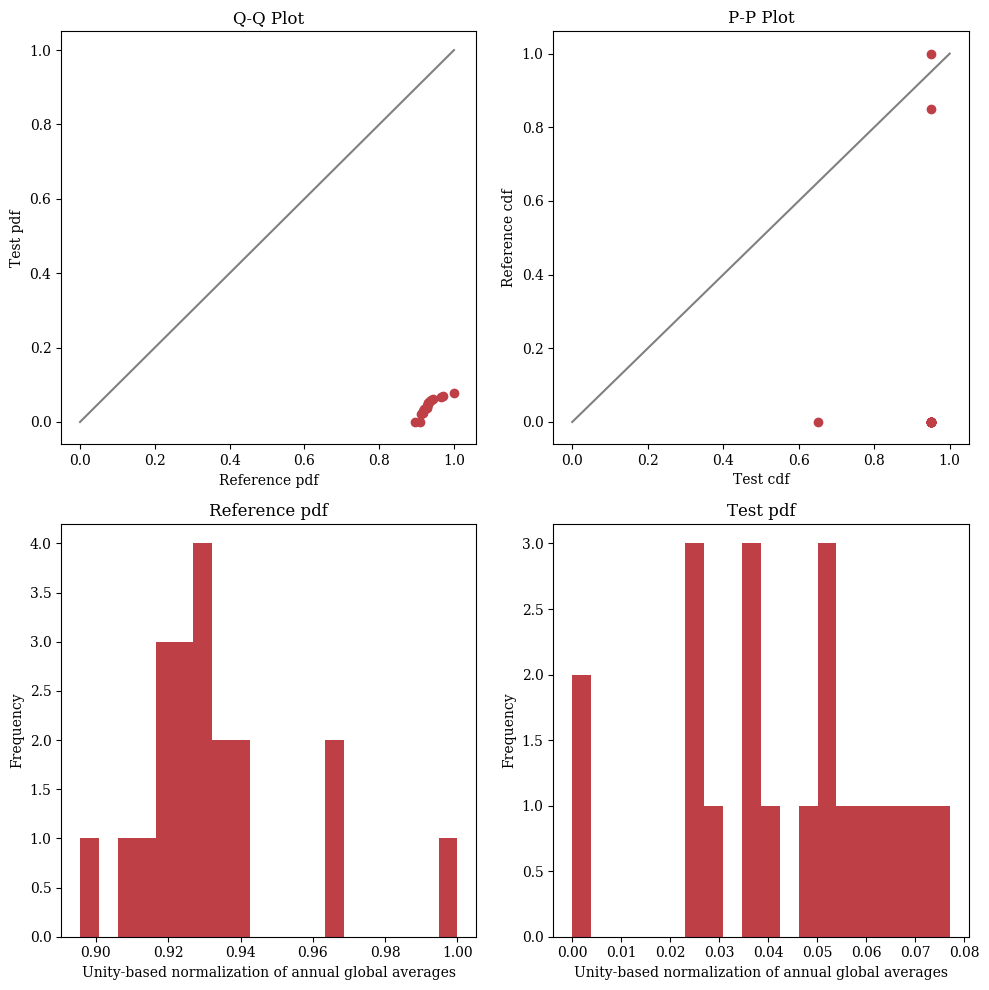 Q-Q Plot
Test pdf
1.0
0.8
0.6
0.4
0.2
0.0
0.0 0.2 0.4 0.6 0.8 1.0
Reference pdf
P-P Plot
Reference cdf
1.0
0.8
0.6
0.4
0.2
0.0
0.0 0.2 0.4 0.6 0.8 1.0
Test cdf
Reference pdf
Frequency
4.0
3.5
3.0
2.5
2.0
1.5
1.0
0.5
0.0
0.90 0.92 0.94 0.96 0.98 1.00
Unity-based normalization of annual global averages
Test pdf
Frequency
3.0
2.5
2.0
1.5
1.0
0.5
0.0
0.00 0.01 0.02 0.03 0.04 0.05 0.06 0.07 0.08
Unity-based normalization of annual global averages